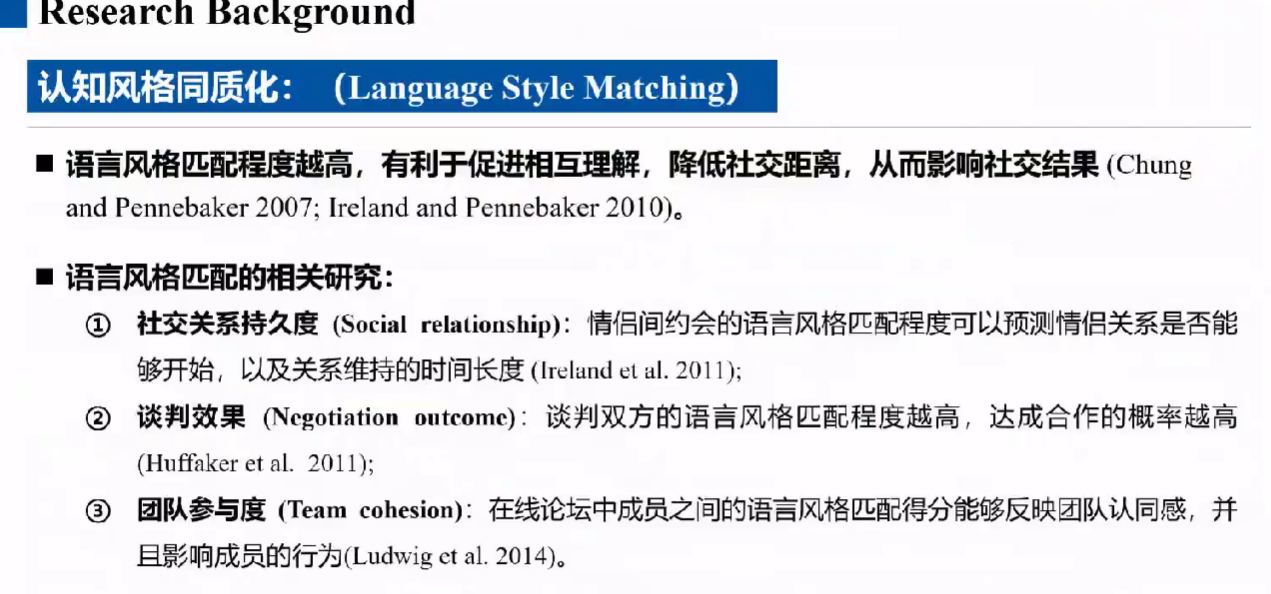 Research Background
认知风格同质化：（Language Style Matching）
■ 语言风格匹配程度越高，有利于促进相互理解，降低社交距离，从而影响社交结果 (Chung
and Pennebaker 2007; Ireland and Pennebaker 2010)。
■ 语言风格匹配的相关研究：
① 社交关系持久度 (Social relationship)：情侣间约会的语言风格匹配程度可以预测情侣关系是否能
够开始，以及关系维持的时间长度 (Ireland et al. 2011);
② 谈判效果 (Negotiation outcome)：谈判双方的语言风格匹配程度越高，达成合作的概率越高
(Huffaker et al. 2011);
③ 团队参与度 (Team cohesion)：在线论坛中成员之间的语言风格匹配得分能够反映团队认同感，并
且影响成员的行为(Ludwig et al. 2014)。